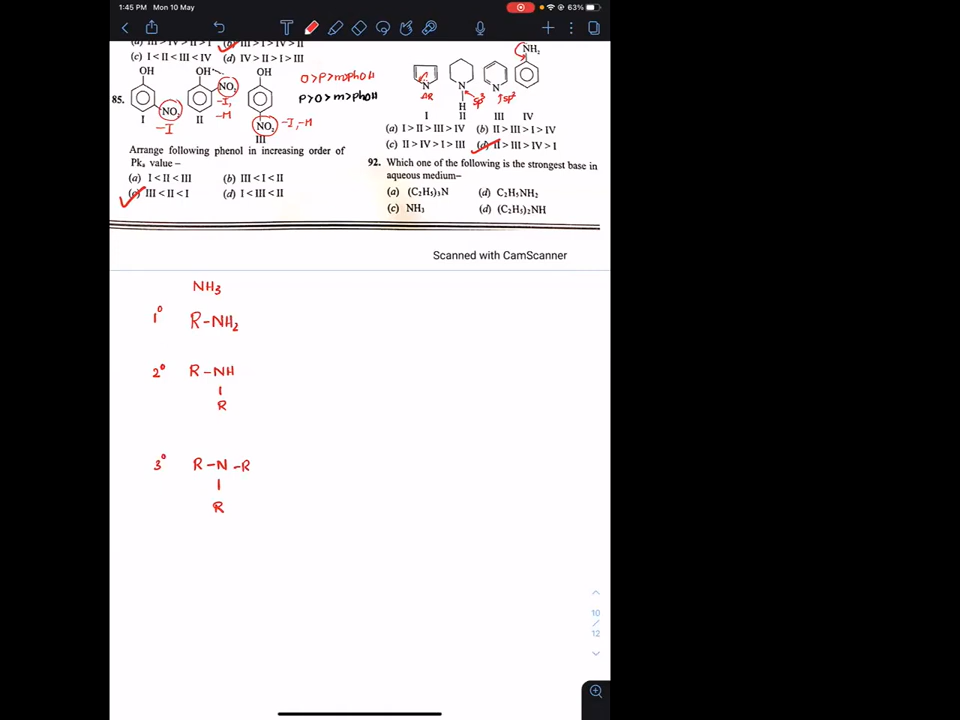 1:45 PM Mon 10 May
63%
(c) I < II < III < IV (d) IV > II > I > III
OH OH OH
O>P>m>phOH
P>O>m>phOH
85.
NO₂ NO₂
-I
-I,
-M
NO₂ -I, -M
I II
III
Arrange following phenol in increasing order of
Pkₐ value –
(a) I < II < III (b) III < I < II
(c) III < II < I (d) I < III < II
NH₂
N N N
ΔR H sp³ sp²
I II III IV
(a) I > II > III > IV (b) II > III > I > IV
(c) II > IV > I > III (d) II > III > IV > I
92. Which one of the following is the strongest base in
aqueous medium–
(a) (C₂H₅)₃N (d) C₂H₅NH₂
(c) NH₃ (d) (C₂H₅)₂NH
Scanned with CamScanner
NH₃
1° R-NH₂
2° R-NH
R
3° R-N-R
R
10
/
12